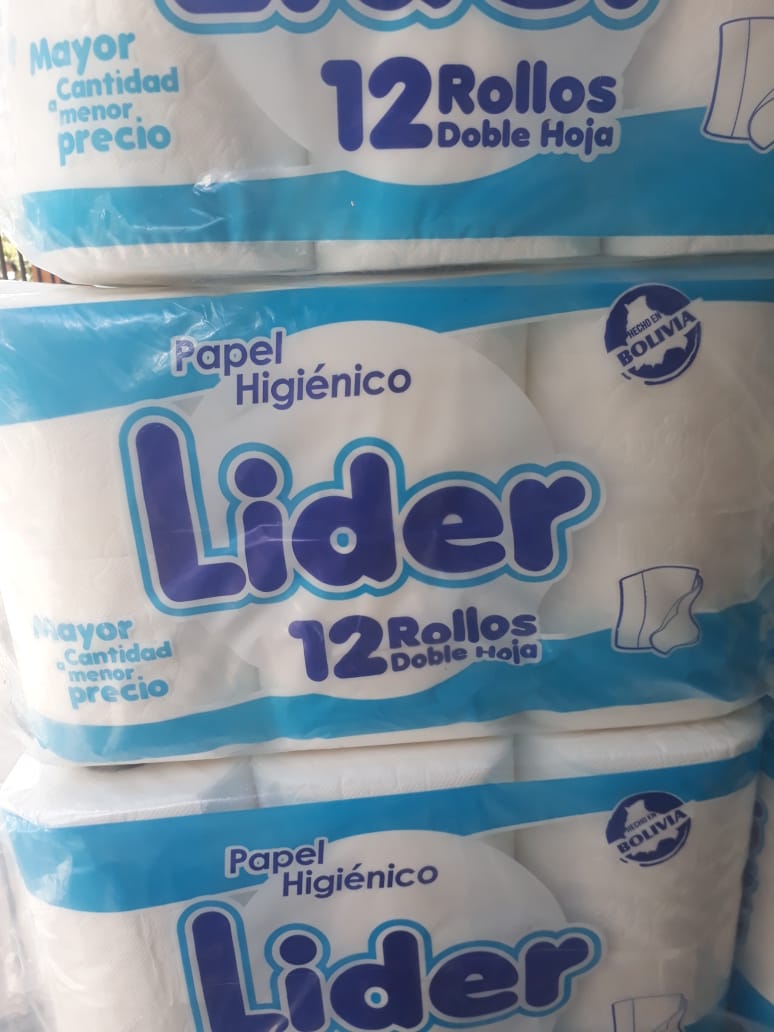 Lider
Mayor
Cantidad
a menor
precio
12 Rollos
Doble Hoja
Papel
Higiénico
HECHO EN
BOLIVIA
Lider
Mayor
Cantidad
a menor
precio
12 Rollos
Doble Hoja
Papel
Higiénico
HECHO EN
BOLIVIA
Lider